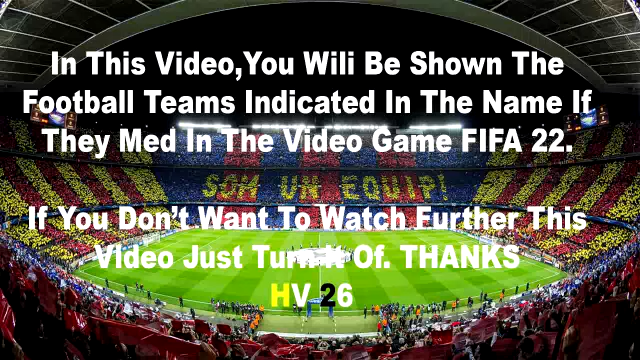 In This Video,You Wili Be Shown The
Football Teams Indicated In The Name If
They Med In The Video Game FIFA 22.
SOM UN EQUIP!
If You Don't Want To Watch Further This
Video Just Turn It Of. THANKS
HV 26